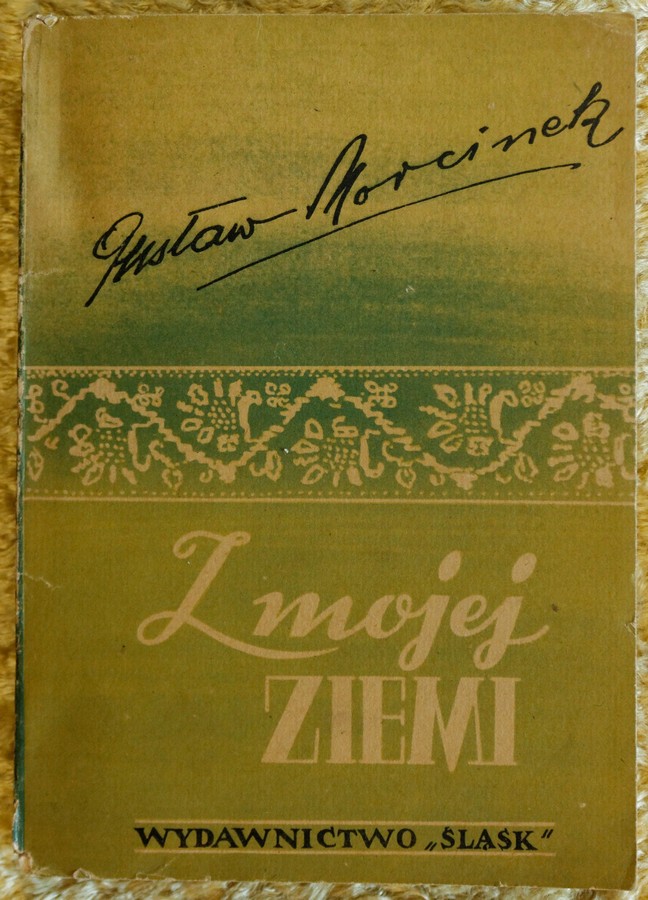 Gustaw Morcinek
Z mojej
ZIEMI
WYDAWNICTWO „ŚLĄSK"